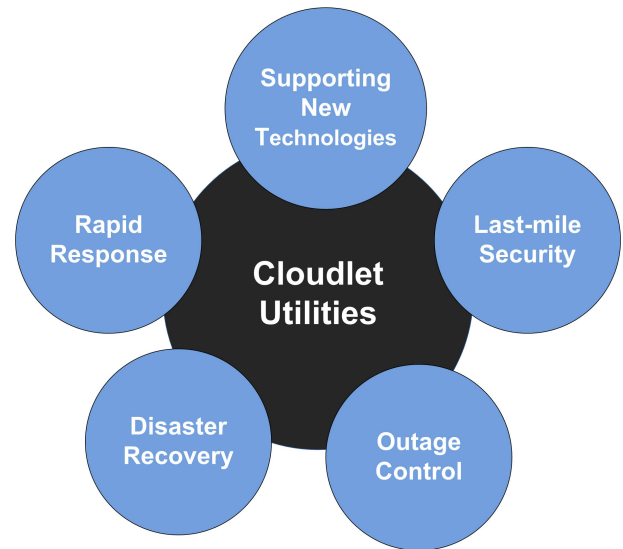 Supporting
New
Technologies
Rapid
Response
Last-mile
Security
Cloudlet
Utilities
Disaster
Recovery
Outage
Control